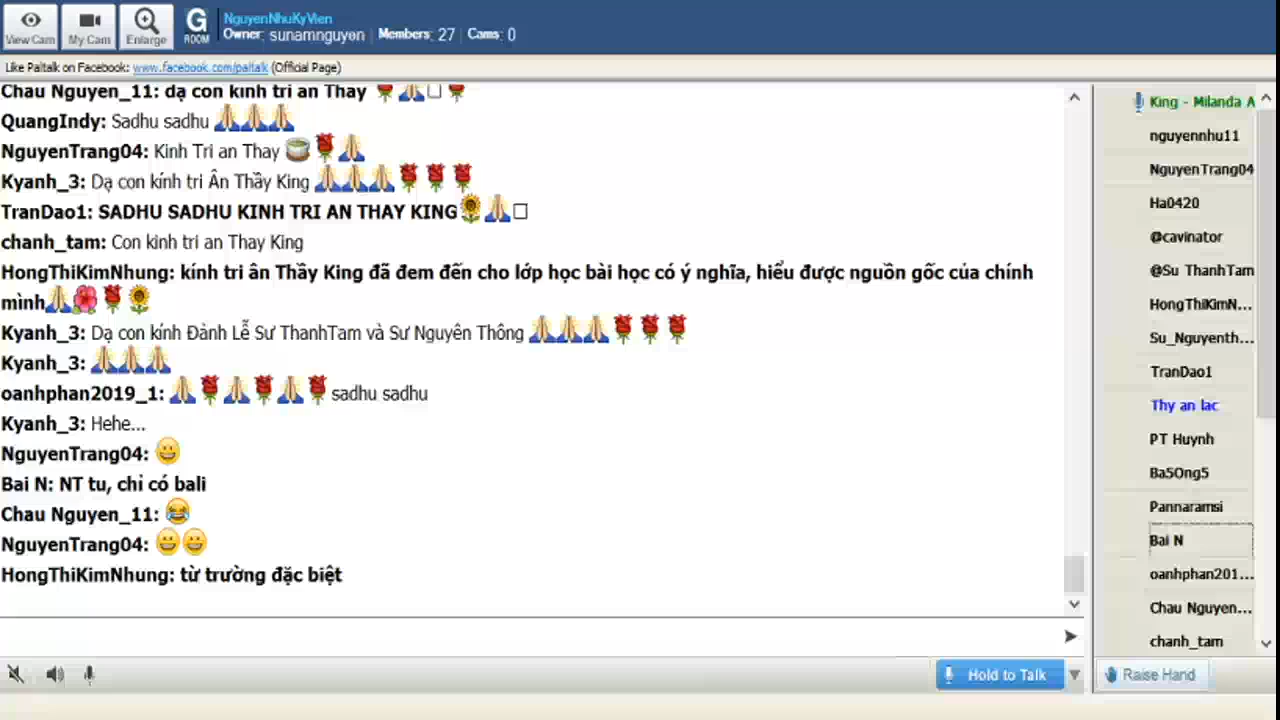 View Cam
My Cam
Enlarge
G
ROOM
NguyenNhuKyVien
Owner: sunamnguyen | Members: 27 | Cams: 0
Like Paltalk on Facebook: www.facebook.com/paltalk (Official Page)
Chau Nguyen_11: dạ con kinh tri an Thay 🌹🙏□🌹
QuangIndy: Sadhu sadhu 🙏🙏🙏
NguyenTrang04: Kinh Tri an Thay 🍵🌹🙏
Kyanh_3: Dạ con kính tri Ân Thầy King 🙏🙏🙏🌹🌹🌹
TranDao1: SADHU SADHU KINH TRI AN THAY KING🌻🙏□
chanh_tam: Con kinh tri an Thay King
HongThiKimNhung: kính tri ân Thầy King đã đem đến cho lớp học bài học có ý nghĩa, hiểu được nguồn gốc của chính
mình🙏🌺🌹🌻
Kyanh_3: Dạ con kính Đảnh Lễ Sư ThanhTam và Sư Nguyên Thông 🙏🙏🙏🌹🌹🌹
Kyanh_3: 🙏🙏🙏
oanhphan2019_1: 🙏🌹🙏🌹🙏🌹 sadhu sadhu
Kyanh_3: Hehe...
NguyenTrang04: 😀
Bai N: NT tu, chỉ có bali
Chau Nguyen_11: 😂
NguyenTrang04: 😀😀
HongThiKimNhung: từ trường đặc biệt
Hold to Talk
King - Milanda A
nguyennhu11
NguyenTrang04
Ha0420
@cavinator
@Su ThanhTam
HongThiKimN...
Su_Nguyenth...
TranDao1
Thy an lac
PT Huynh
Ba5Ong5
Pannaramsi
Bai N
oanhphan201...
Chau Nguyen...
chanh_tam
Raise Hand